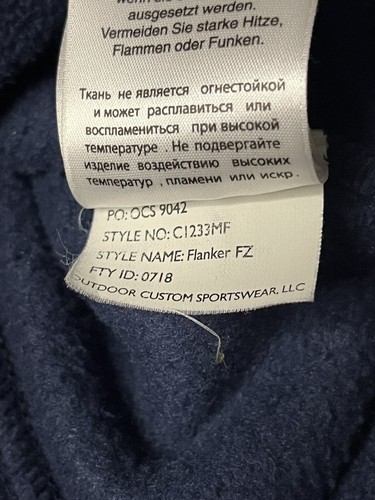 ausgesetzt werden.
Vermeiden Sie starke Hitze,
Flammen oder Funken.
Ткань не является огнестойкой
и может расплавиться или
воспламениться при высокой
температуре . Не подвергайте
изделие воздействию высоких
температур , пламени или искр .
PO: OCS 9042
STYLE NO: C1233MF
STYLE NAME: Flanker FZ
FTY ID: 0718
OUTDOOR CUSTOM SPORTSWEAR, LLC